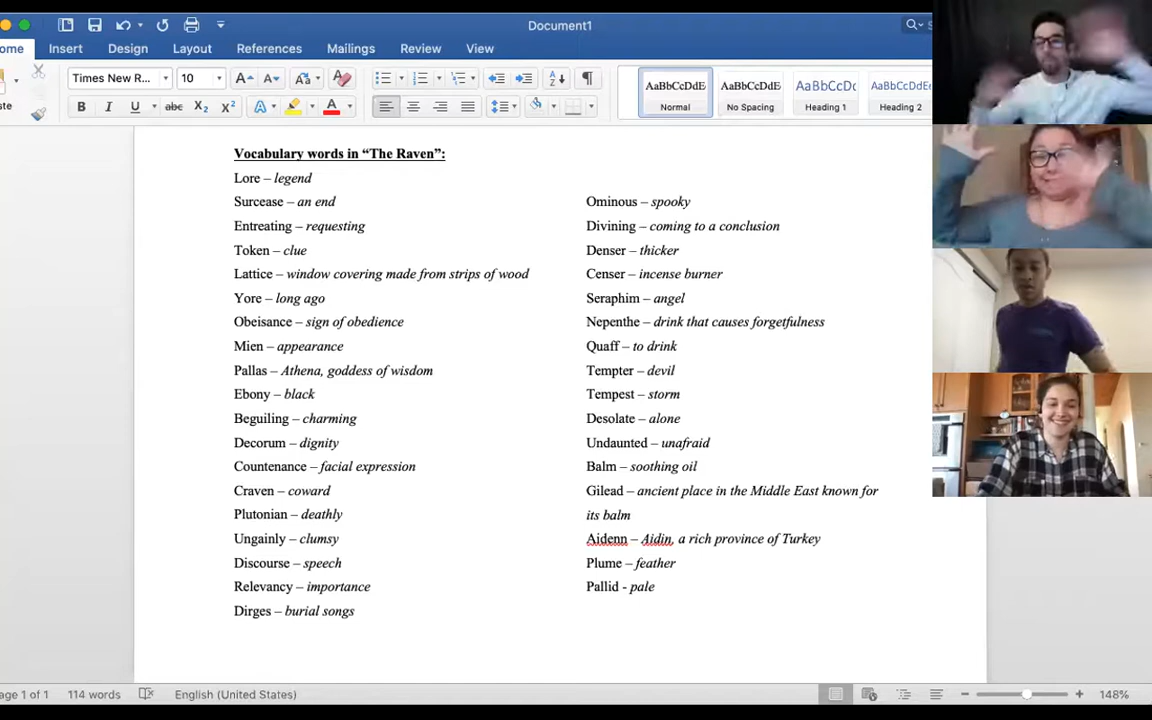 Document1
ome
Insert
Design
Layout
References
Mailings
Review
View
Times New R...
10
AaBbCcDdE
AaBbCcDdE
AaBbCcDc
AaBbCcDdE
ste
Normal
No Spacing
Heading 1
Heading 2
Vocabulary words in “The Raven”:
Lore – legend
Surcease – an end
Entreating – requesting
Token – clue
Lattice – window covering made from strips of wood
Yore – long ago
Obeisance – sign of obedience
Mien – appearance
Pallas – Athena, goddess of wisdom
Ebony – black
Beguiling – charming
Decorum – dignity
Countenance – facial expression
Craven – coward
Plutonian – deathly
Ungainly – clumsy
Discourse – speech
Relevancy – importance
Dirges – burial songs
Ominous – spooky
Divining – coming to a conclusion
Denser – thicker
Censer – incense burner
Seraphim – angel
Nepenthe – drink that causes forgetfulness
Quaff – to drink
Tempter – devil
Tempest – storm
Desolate – alone
Undaunted – unafraid
Balm – soothing oil
Gilead – ancient place in the Middle East known for
its balm
Aidenn – Aidin, a rich province of Turkey
Plume – feather
Pallid - pale
age 1 of 1
114 words
English (United States)
148%